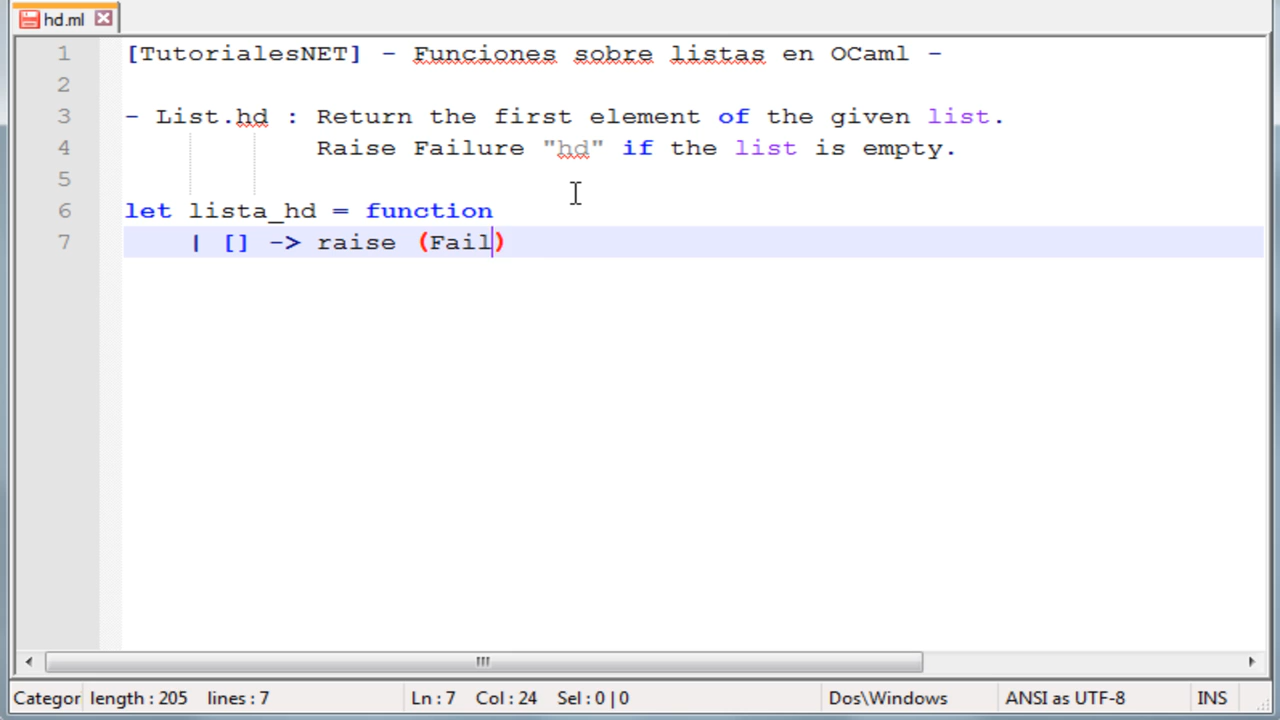 hd.ml
1 [TutorialesNET] - Funciones sobre listas en OCaml -
2
3 - List.hd : Return the first element of the given list.
4 Raise Failure "hd" if the list is empty.
5
6 let lista_hd = function
7 | [] -> raise (Fail)
Categor length : 205 lines : 7 Ln : 7 Col : 24 Sel : 0 | 0 Dos\Windows ANSI as UTF-8 INS